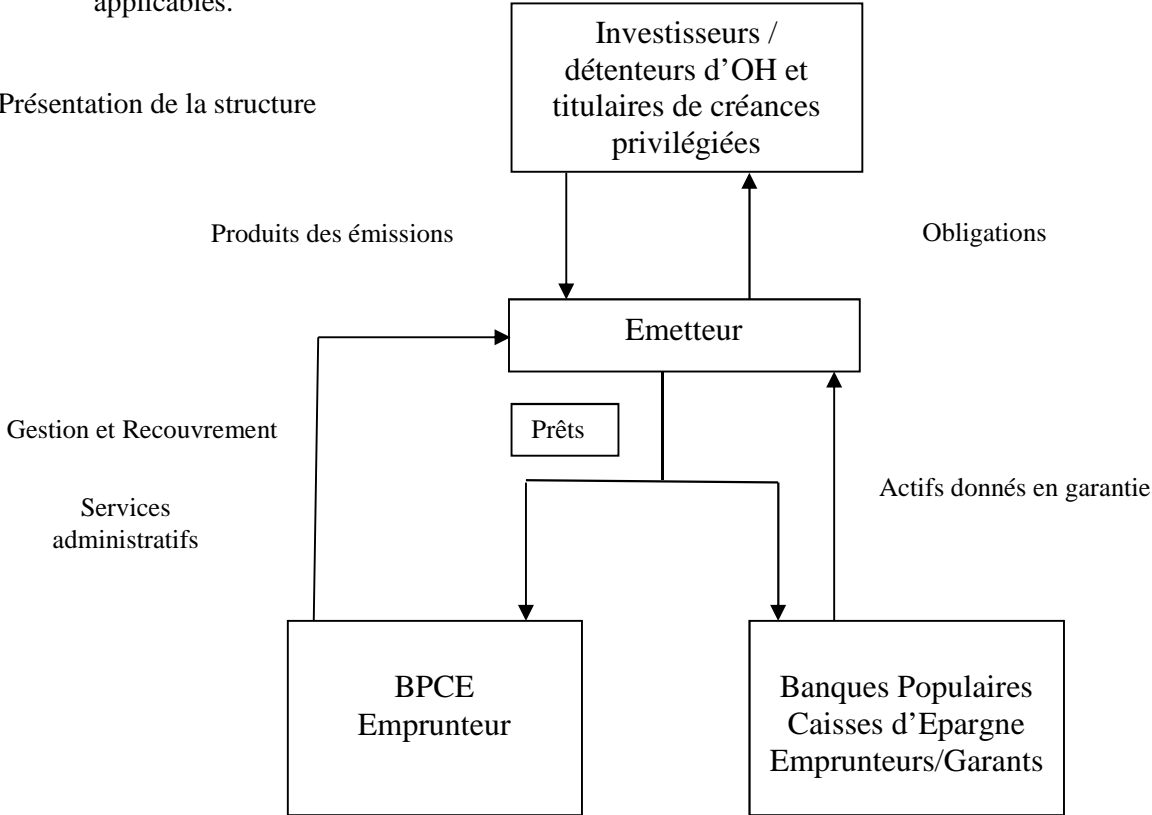 applicables.
Investisseurs /
détenteurs d’OH et
titulaires de créances
privilégiées
Présentation de la structure
Produits des émissions
Obligations
Emetteur
Gestion et Recouvrement
Prêts
Actifs donnés en garantie
Services
administratifs
BPCE
Emprunteur
Banques Populaires
Caisses d’Epargne
Emprunteurs/Garants